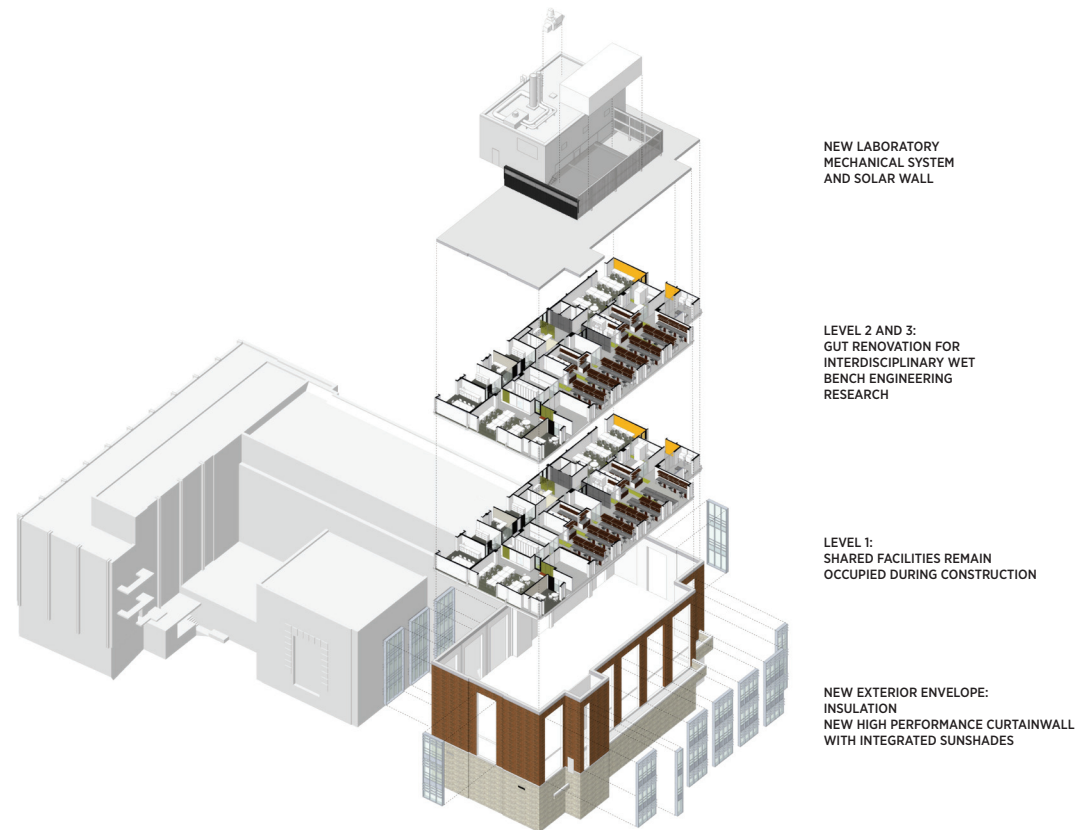 NEW LABORATORY
MECHANICAL SYSTEM
AND SOLAR WALL
LEVEL 2 AND 3:
GUT RENOVATION FOR
INTERDISCIPLINARY WET
BENCH ENGINEERING
RESEARCH
LEVEL 1:
SHARED FACILITIES REMAIN
OCCUPIED DURING CONSTRUCTION
NEW EXTERIOR ENVELOPE:
INSULATION
NEW HIGH PERFORMANCE CURTAINWALL
WITH INTEGRATED SUNSHADES